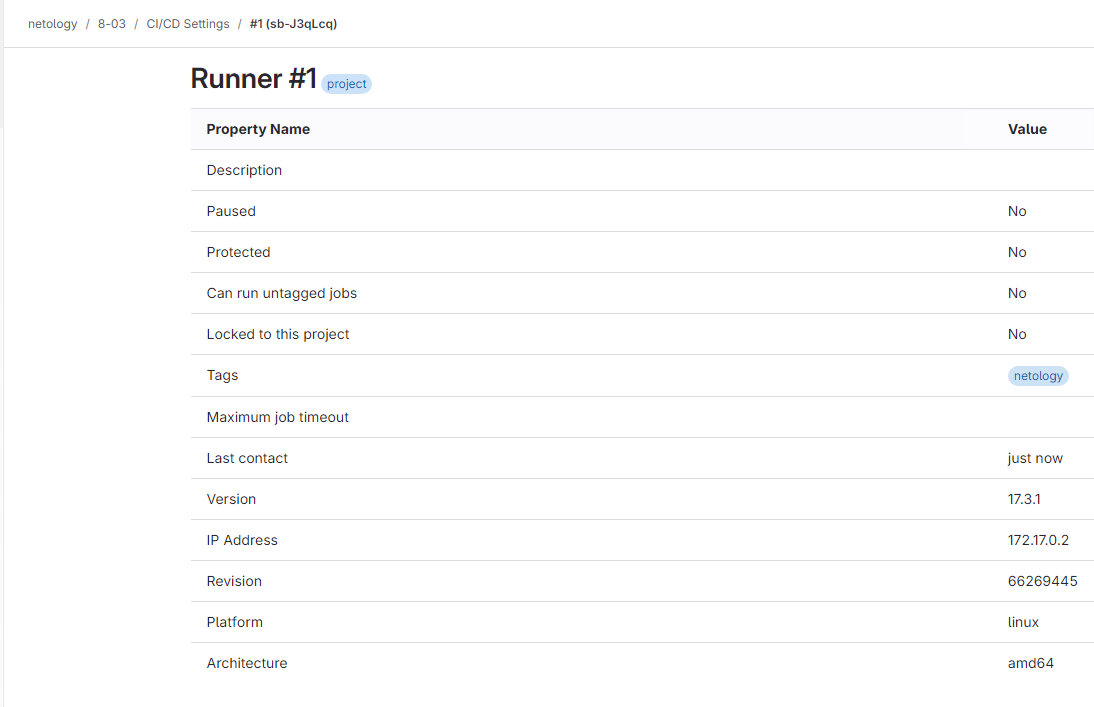 netology / 8-03 / CI/CD Settings / #1 (sb-J3qLcq)
Runner #1 project
Property Name Value
Description
Paused No
Protected No
Can run untagged jobs No
Locked to this project No
Tags netology
Maximum job timeout
Last contact just now
Version 17.3.1
IP Address 172.17.0.2
Revision 66269445
Platform linux
Architecture amd64